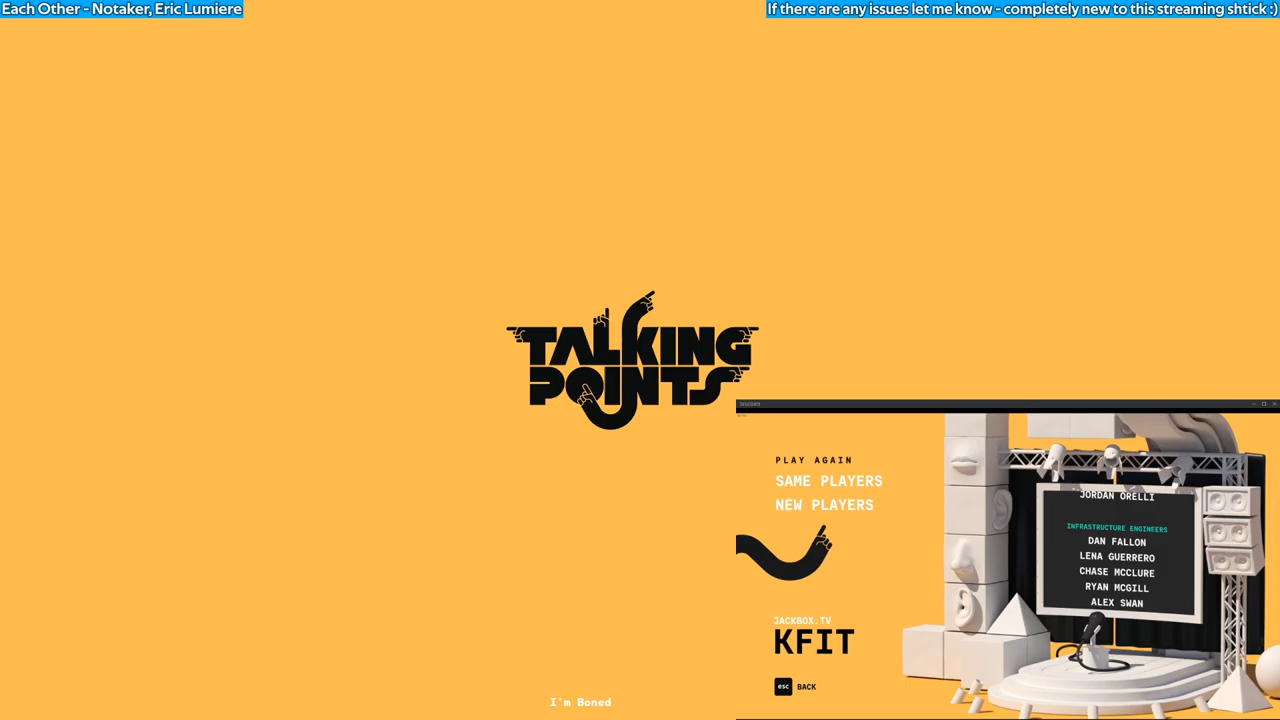 Each Other - Notaker, Eric Lumiere
If there are any issues let me know - completely new to this streaming shtick :)
TALKING
POINTS
PLAY AGAIN
SAME PLAYERS
NEW PLAYERS
JORDAN ORELLI
INFRASTRUCTURE ENGINEERS
DAN FALLON
LENA GUERRERO
CHASE MCCLURE
RYAN MCGILL
ALEX SWAN
JACKBOX.TV
KFIT
esc BACK
I'm Boned